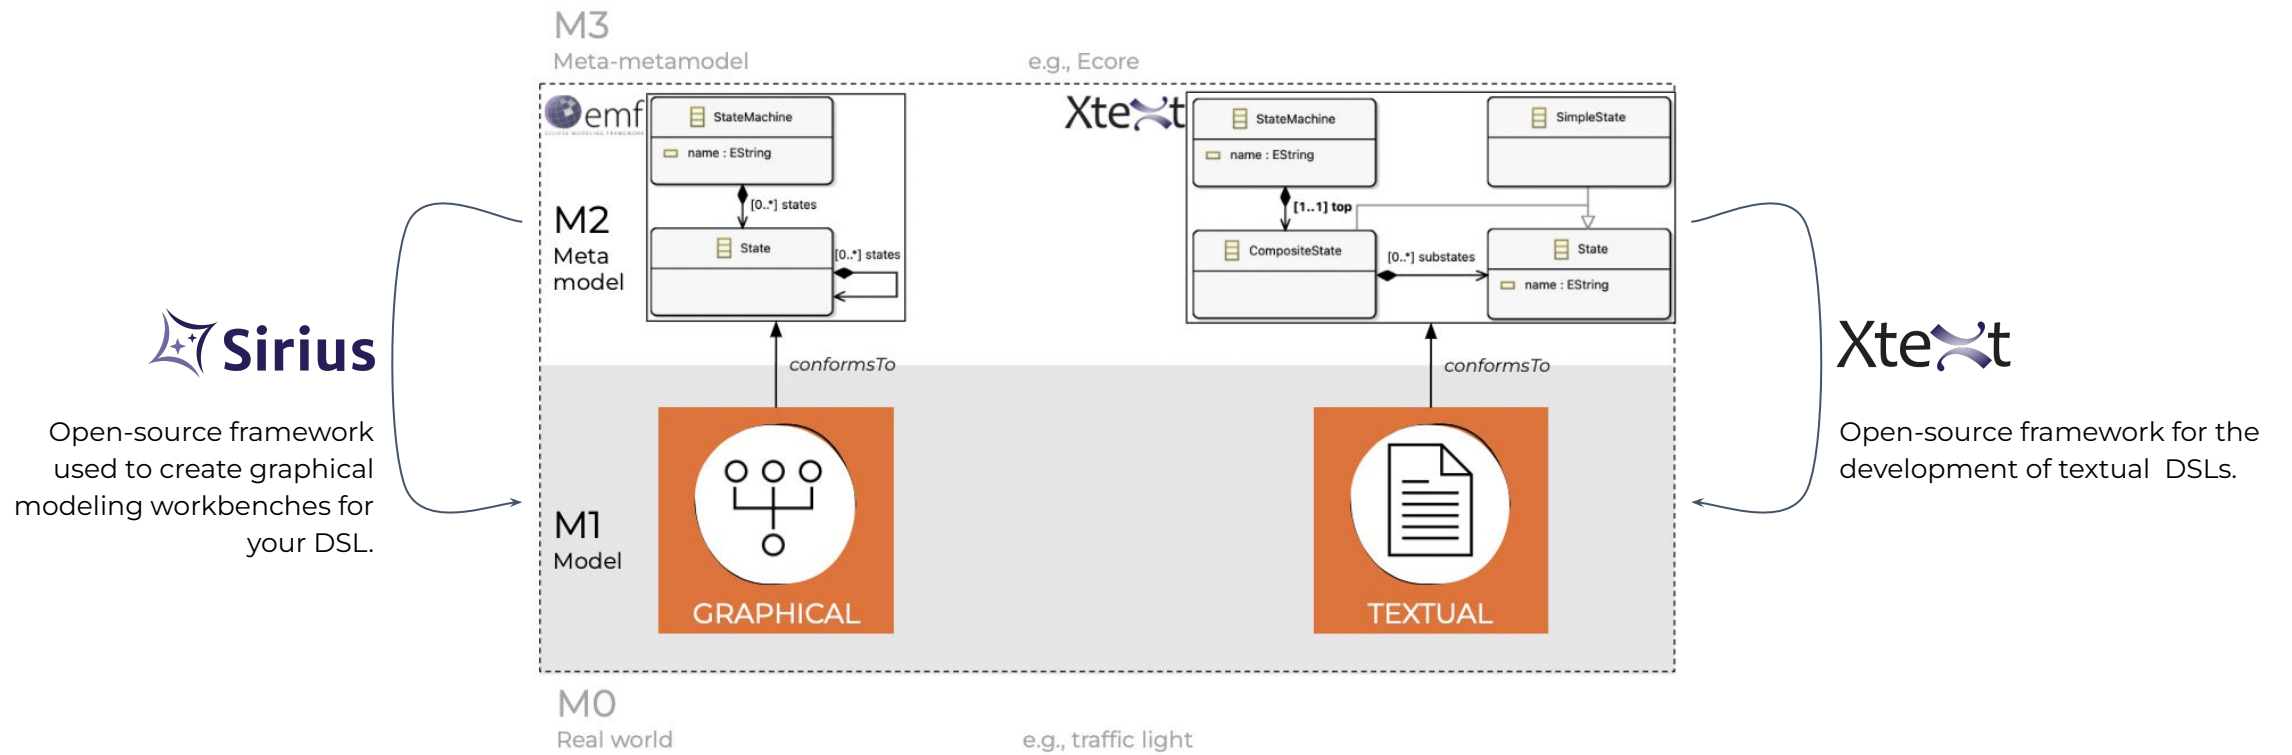 M3
Meta-metamodel
e.g., Ecore
emf
ECLIPSE MODELING FRAMEWORK
StateMachine
name : EString
[0..*] states
State
[0..*] states
Xtext
StateMachine
name : EString
SimpleState
[1..1] top
CompositeState
[0..*] substates
State
name : EString
M2
Meta
model
conformsTo
conformsTo
Sirius
Open-source framework
used to create graphical
modeling workbenches for
your DSL.
Xtext
Open-source framework for the
development of textual DSLs.
M1
Model
GRAPHICAL
TEXTUAL
M0
Real world
e.g., traffic light